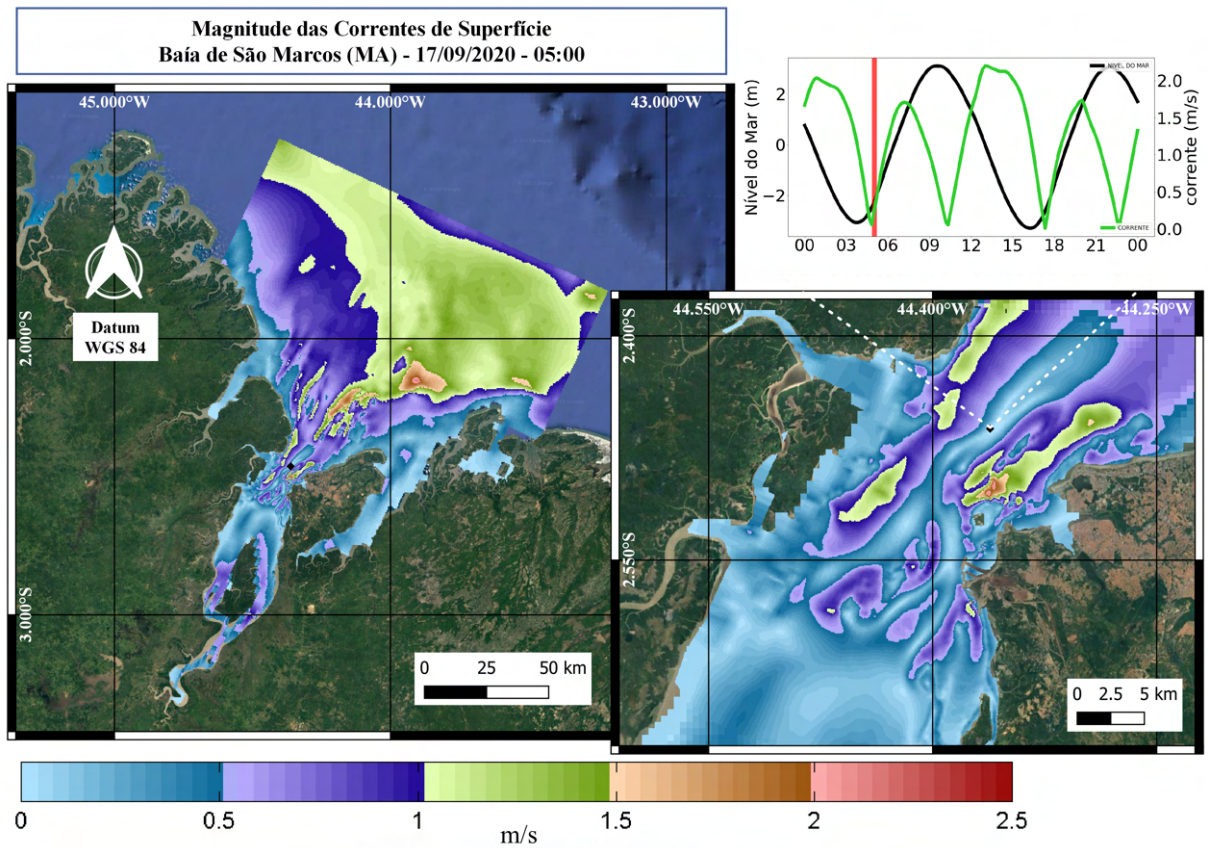 Magnitude das Correntes de Superfície
Baía de São Marcos (MA) - 17/09/2020 - 05:00
45.000°W 44.000°W 43.000°W
2.000°S
3.000°S
Datum
WGS 84
0 25 50 km
Nível do Mar (m)
2
0
−2
NÍVEL DO MAR
CORRENTE
2.0
1.5
1.0
0.5
0.0
corrente (m/s)
00 03 06 09 12 15 18 21 00
44.550°W 44.400°W 44.250°W
2.400°S
2.550°S
0 2.5 5 km
0 0.5 1 1.5 2 2.5
m/s